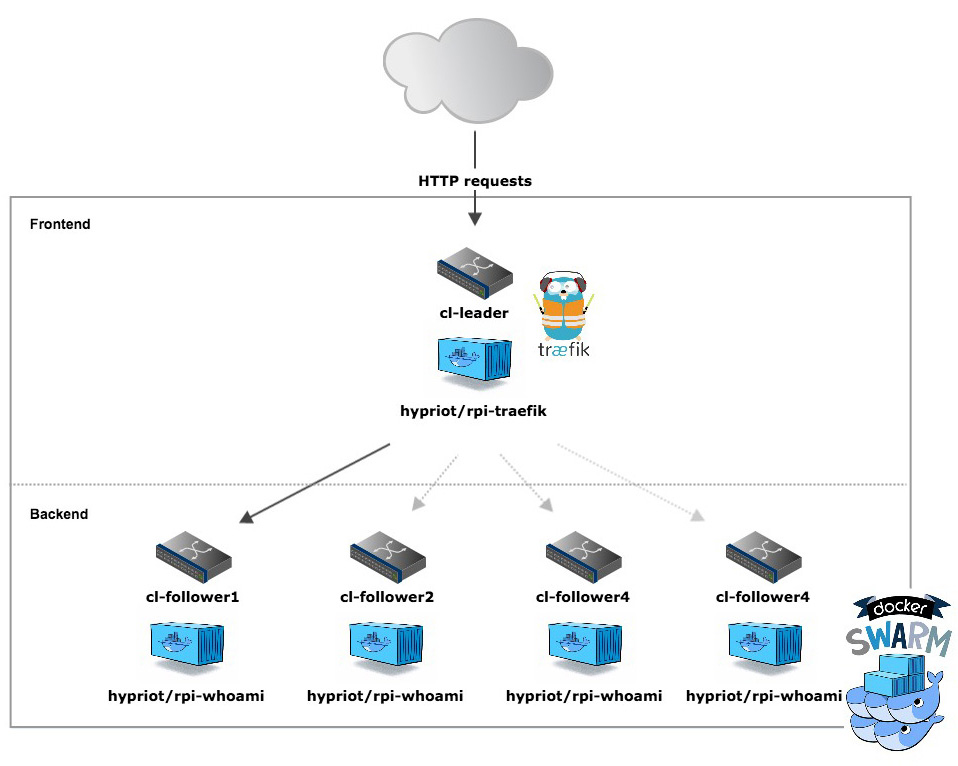 HTTP requests
Frontend
cl-leader
træfik
hypriot/rpi-traefik
Backend
cl-follower1
cl-follower2
cl-follower4
cl-follower4
docker
SWARM
hypriot/rpi-whoami
hypriot/rpi-whoami
hypriot/rpi-whoami
hypriot/rpi-whoami